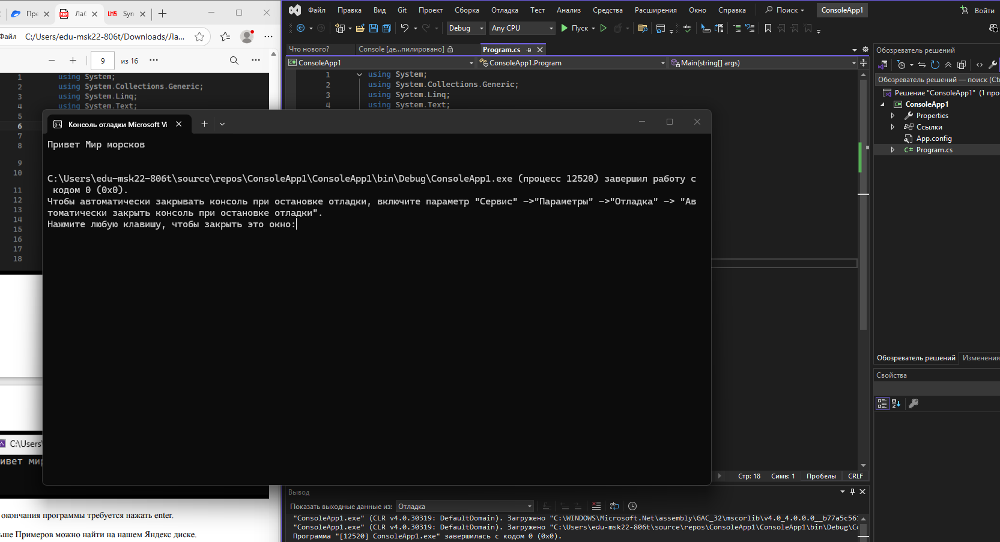 Пре
Лаб
LMS Syn
айл
C:/Users/edu-msk22-806t/Downloads/Ла...
9
из 16
1 using System;
2 using System.Collections.Generic;
3 using System.Linq;
4 using System.Text;
5
6
7
8
9
10
11
12
13
14
15
16
17
18
C:\Users\
ивет мир
окончания программы требуется нажать enter.
ьше Примеров можно найти на нашем Яндекс диске.
Файл Правка Вид Git Проект Сборка Отладка Тест Анализ Средства Расширения Окно Справка Поиск ConsoleApp1 Войти
Debug Any CPU Пуск
Что нового? Console [де...пилировано] Program.cs
ConsoleApp1 ConsoleApp1.Program Main(string[] args)
1 using System;
2 using System.Collections.Generic;
3 using System.Linq;
4 using System.Text;
Консоль отладки Microsoft Vi
Привет Мир морсков
C:\Users\edu-msk22-806t\source\repos\ConsoleApp1\ConsoleApp1\bin\Debug\ConsoleApp1.exe (процесс 12520) завершил работу с
кодом 0 (0x0).
Чтобы автоматически закрывать консоль при остановке отладки, включите параметр "Сервис" ->"Параметры" ->"Отладка" -> "Ав
томатически закрыть консоль при остановке отладки".
Нажмите любую клавишу, чтобы закрыть это окно:
Стр: 18 Симв: 1 Пробелы CRLF
Вывод
Показать выходные данные из: Отладка
"ConsoleApp1.exe" (CLR v4.0.30319: DefaultDomain). Загружено "C:\WINDOWS\Microsoft.Net\assembly\GAC_32\mscorlib\v4.0_4.0.0.0__b77a5c56
"ConsoleApp1.exe" (CLR v4.0.30319: DefaultDomain). Загружено "C:\Users\edu-msk22-806t\source\repos\ConsoleApp1\ConsoleApp1\bin\Debug\Co
Программа "[12520] ConsoleApp1.exe" завершилась с кодом 0 (0x0).
Обозреватель решений
Обозреватель решений — поиск (Ct
Решение "ConsoleApp1" (1 про
ConsoleApp1
Properties
Ссылки
App.config
C# Program.cs
Обозреватель решений Изменения
Свойства